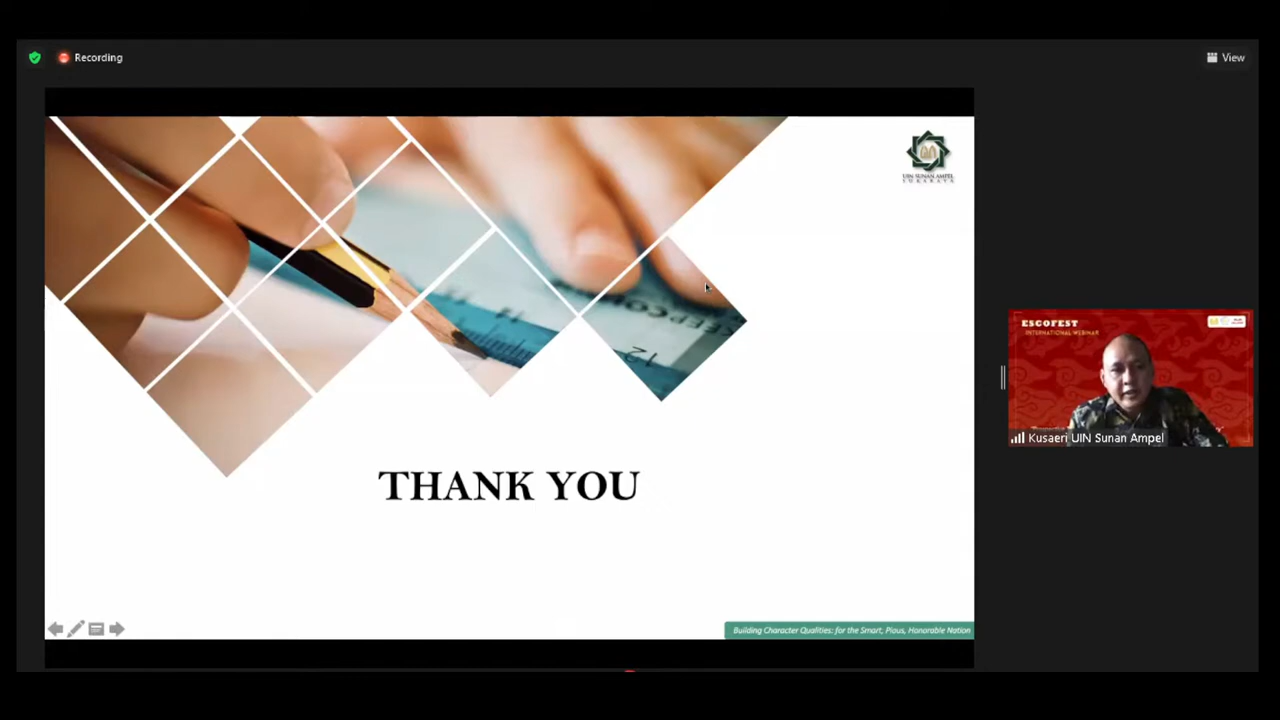 Recording
View
UIN SUNAN AMPEL
SURABAYA
12
THANK YOU
Building Character Qualities: for the Smart, Pious, Honorable Nation
ESCOFEST
INTERNATIONAL WEBINAR
Kusaeri UIN Sunan Ampel